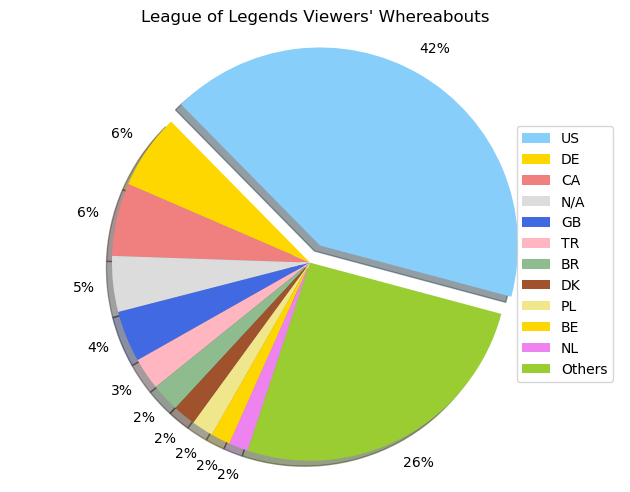 League of Legends Viewers' Whereabouts
42%
6%
6%
5%
4%
3%
2%
2%
2%
2%
2%
26%
US
DE
CA
N/A
GB
TR
BR
DK
PL
BE
NL
Others